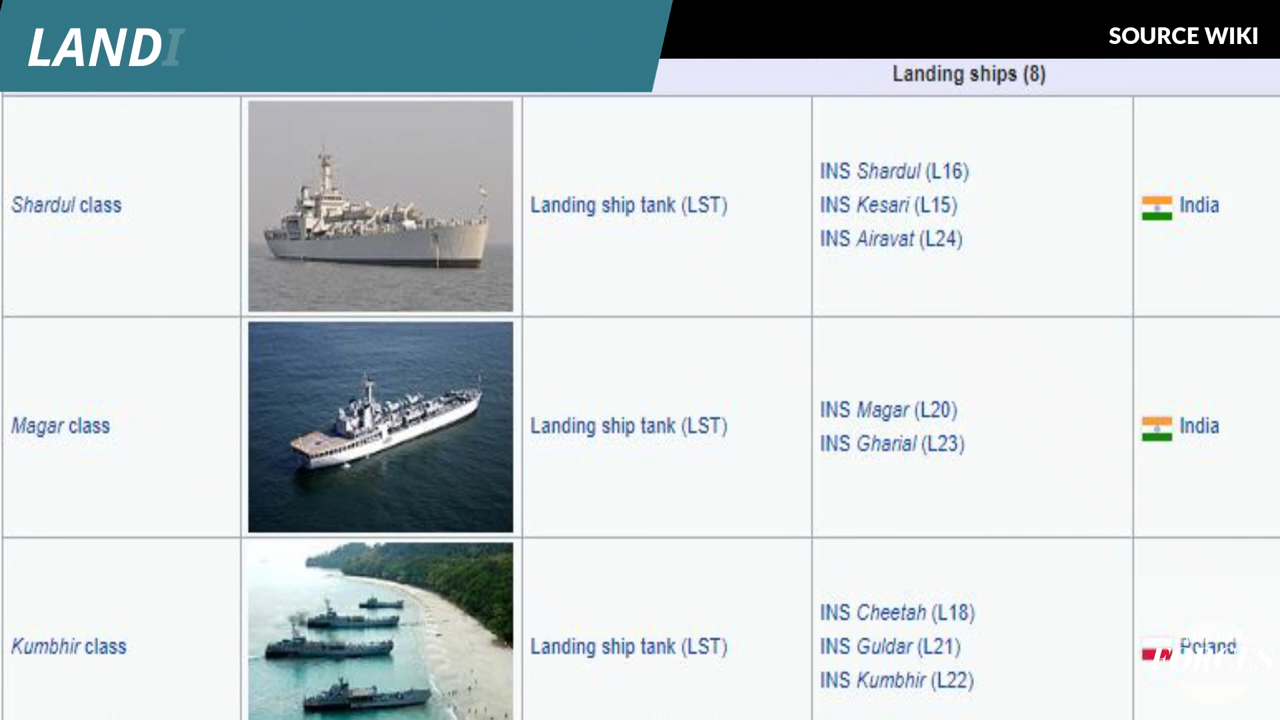 LANDI
SOURCE WIKI
Landing ships (8)
Shardul class
Landing ship tank (LST)
INS Shardul (L16)
INS Kesari (L15)
INS Airavat (L24)
India
Magar class
Landing ship tank (LST)
INS Magar (L20)
INS Gharial (L23)
India
Kumbhir class
Landing ship tank (LST)
INS Cheetah (L18)
INS Guldar (L21)
INS Kumbhir (L22)
Poland
FORCES